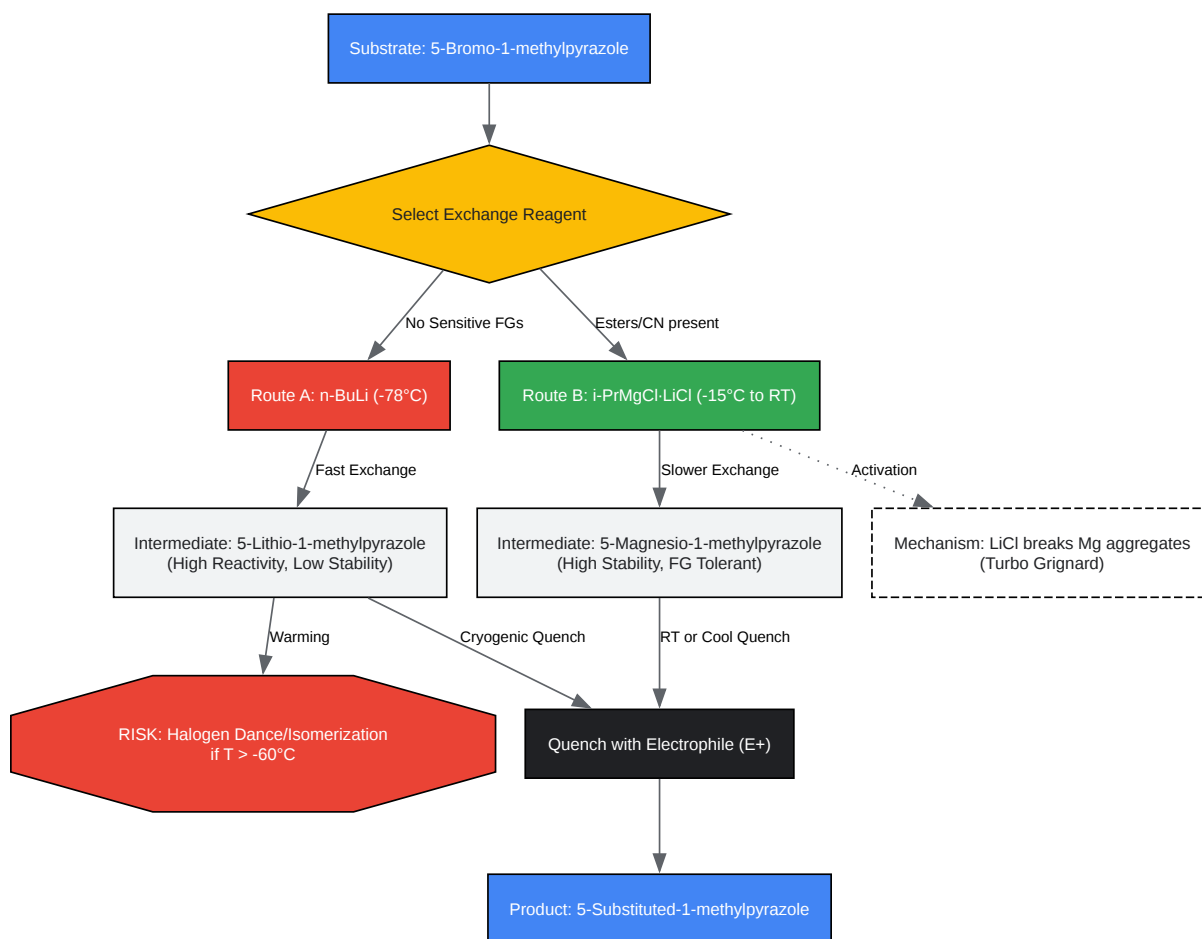 Substrate: 5-Bromo-1-methylpyrazole
Select Exchange Reagent
No Sensitive FGs
Esters/CN present
Route A: n-BuLi (-78°C)
Route B: i-PrMgCl·LiCl (-15°C to RT)
Fast Exchange
Slower Exchange
Activation
Intermediate: 5-Lithio-1-methylpyrazole
(High Reactivity, Low Stability)
Intermediate: 5-Magnesio-1-methylpyrazole
(High Stability, FG Tolerant)
Mechanism: LiCl breaks Mg aggregates
(Turbo Grignard)
Warming
Cryogenic Quench
RT or Cool Quench
RISK: Halogen Dance/Isomerization
if T > -60°C
Quench with Electrophile (E+)
Product: 5-Substituted-1-methylpyrazole